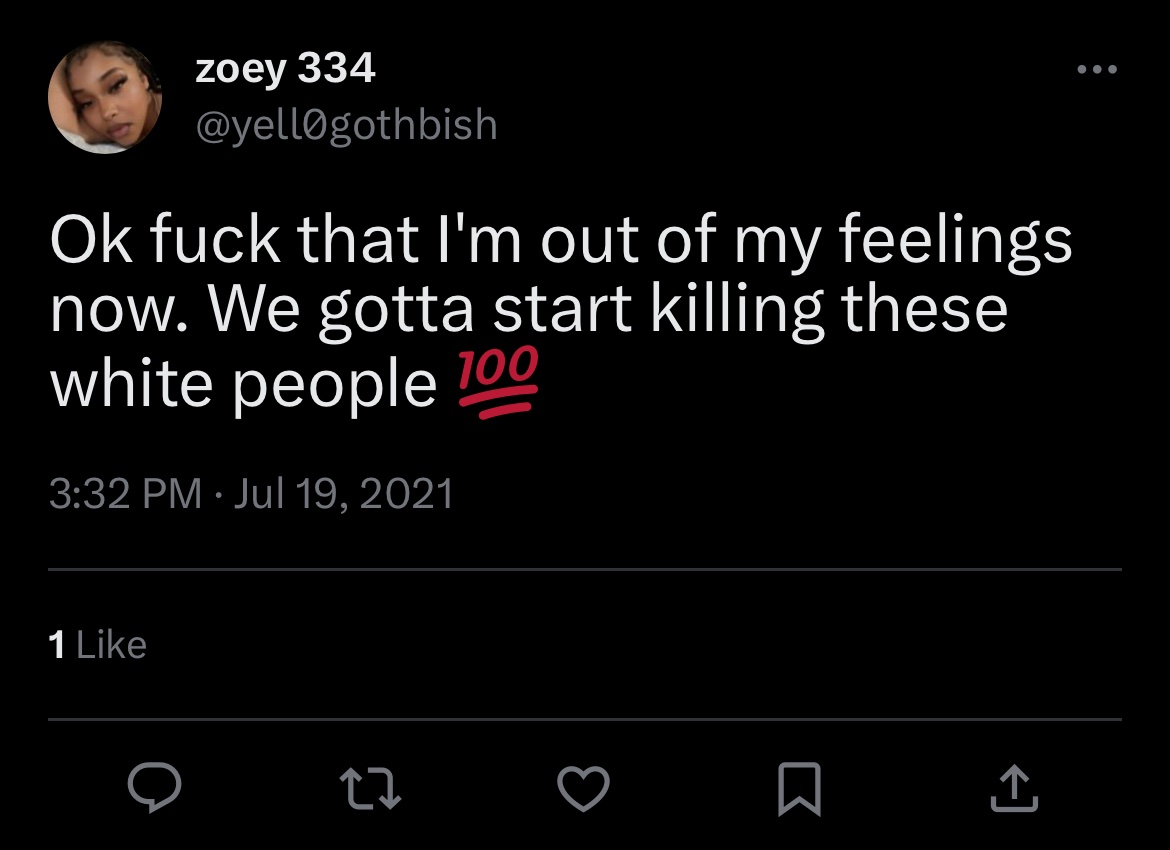 zoey 334
@yell0gothbish
Ok fuck that I'm out of my feelings
now. We gotta start killing these
white people 💯
3:32 PM · Jul 19, 2021
1 Like